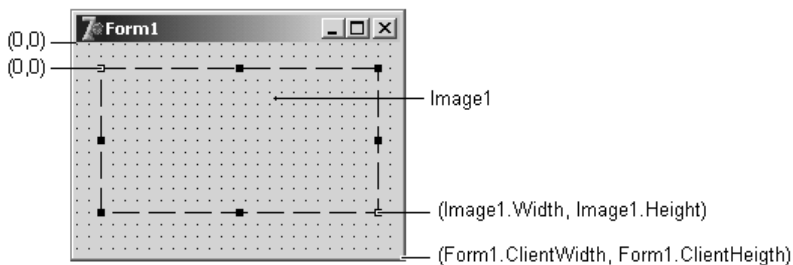 Form1
(0,0)
(0,0)
Image1
(Image1.Width, Image1.Height)
(Form1.ClientWidth, Form1.ClientHeigth)